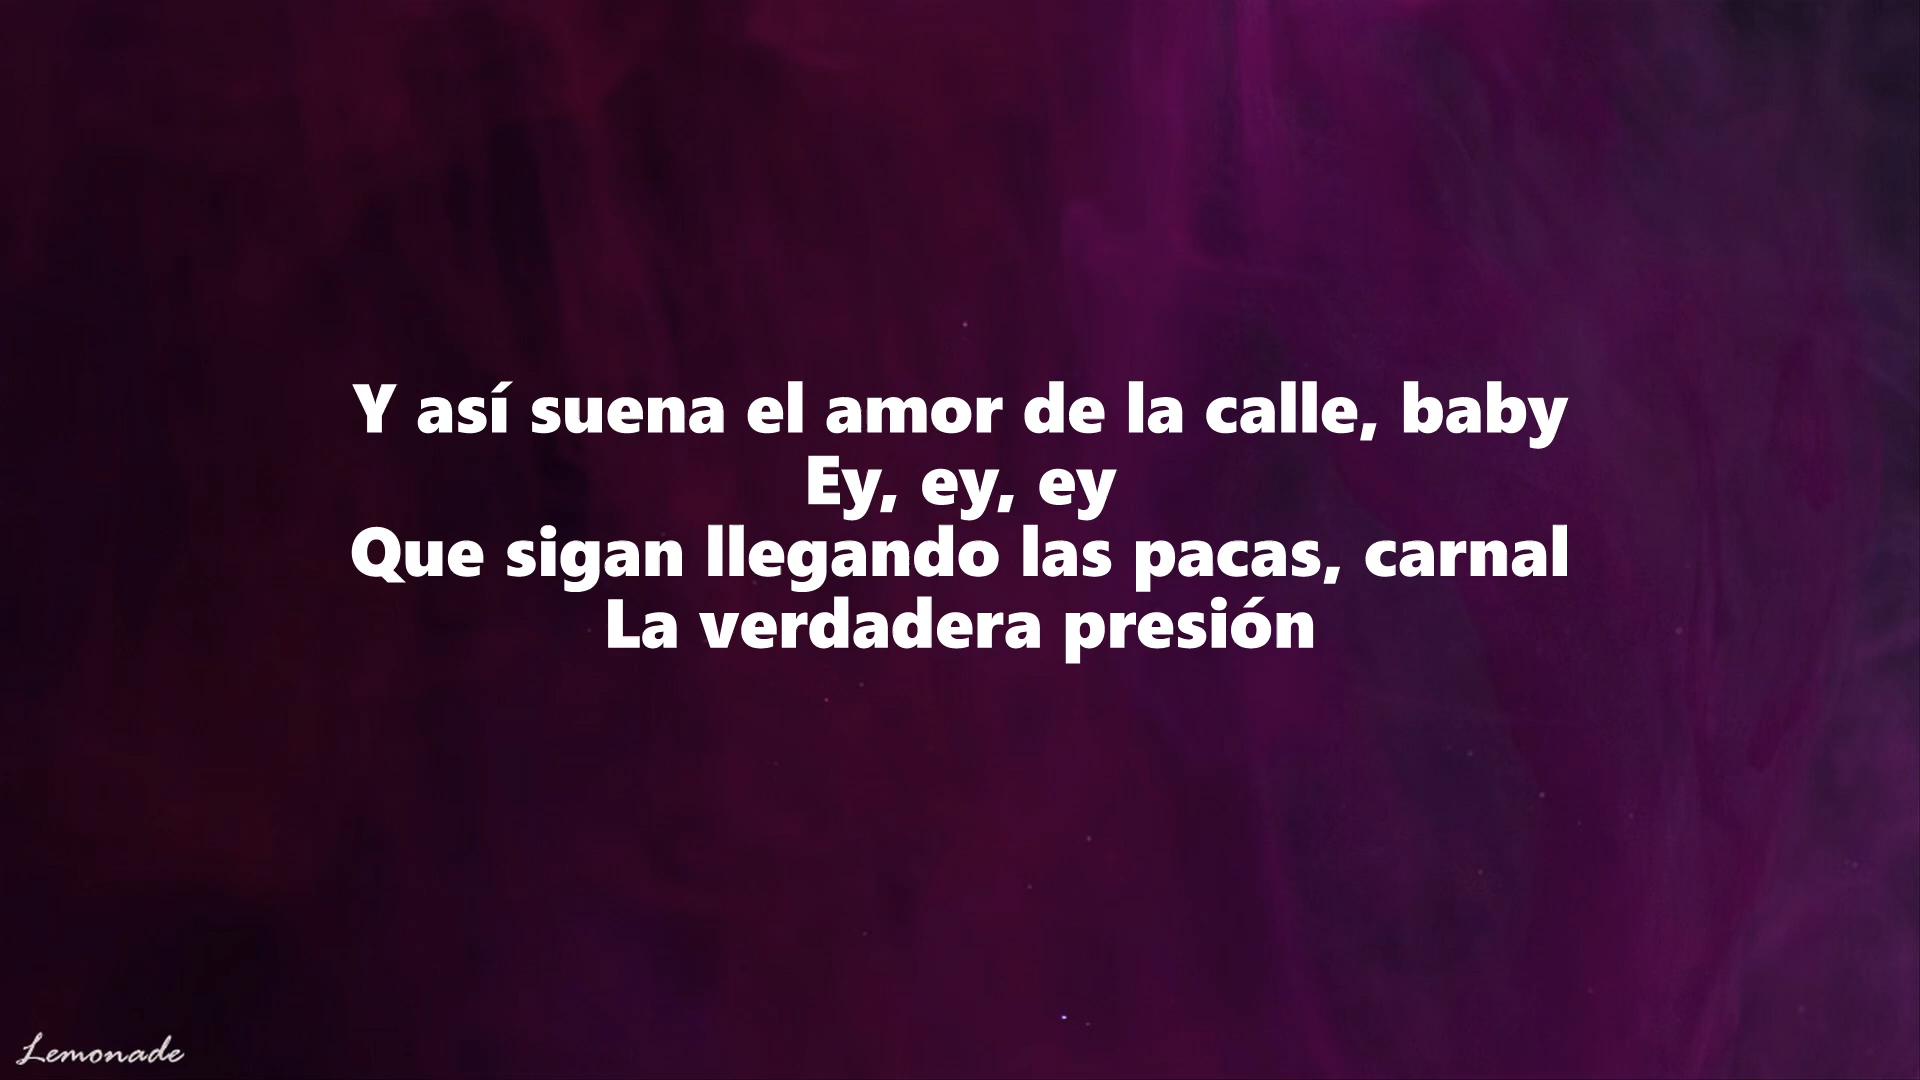 Y así suena el amor de la calle, baby
Ey, ey, ey
Que sigan llegando las pacas, carnal
La verdadera presión
Lemonade